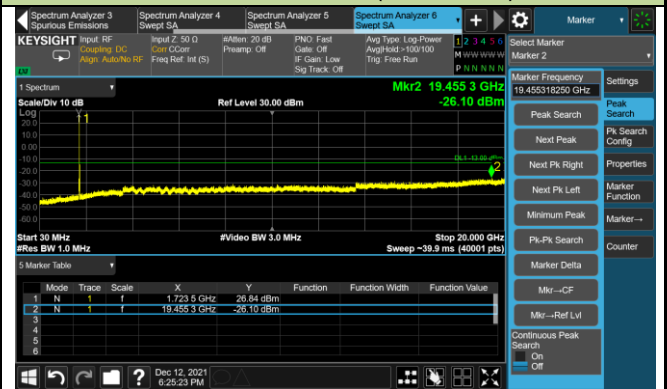 Spectrum Analyzer 3
Spurious Emissions
Spectrum Analyzer 4
Swept SA
Spectrum Analyzer 5
Swept SA
Spectrum Analyzer 6
Swept SA
Marker
KEYSIGHT
Input: RF
Coupling: DC
Align: Auto/No RF
Input Z: 50 Ω
Corr CCorr
Freq Ref: Int (S)
#Atten: 20 dB
Preamp: Off
PNO: Fast
Gate: Off
IF Gain: Low
Sig Track: Off
Avg Type: Log-Power
Avg|Hold:>100/100
Trig: Free Run
1 2 3 4 5 6
M W W W W W
P N N N N N
LXI
Select Marker
Marker 2
1 Spectrum
Mkr2 19.455 3 GHz
Scale/Div 10 dB
Ref Level 30.00 dBm
-26.10 dBm
Log
20.0
10.0
0.00
-10.0
-20.0
-30.0
-40.0
-50.0
-60.0
1
DL1 -13.00 dBm
2
Start 30 MHz
#Video BW 3.0 MHz
Stop 20.000 GHz
#Res BW 1.0 MHz
Sweep ~39.9 ms (40001 pts)
5 Marker Table
Mode Trace Scale X Y Function Function Width Function Value
1 N 1 f 1.723 5 GHz 26.84 dBm
2 N 1 f 19.455 3 GHz -26.10 dBm
3
4
5
6
Marker Frequency
19.455318250 GHz
Peak Search
Next Peak
Next Pk Right
Next Pk Left
Minimum Peak
Pk-Pk Search
Marker Delta
Mkr→CF
Mkr→Ref Lvl
Continuous Peak
Search
On
Off
Settings
Peak
Search
Pk Search
Config
Properties
Marker
Function
Marker→
Counter
?
Dec 12, 2021
6:25:23 PM